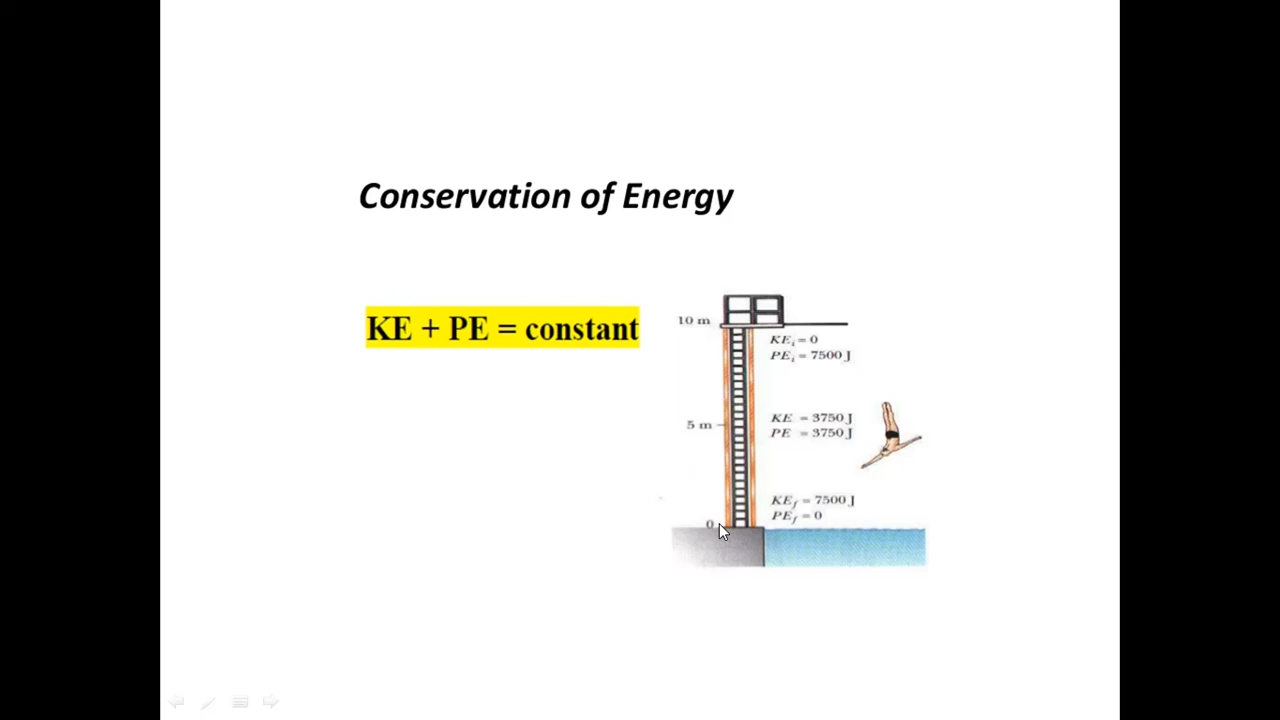 Conservation of Energy
KE + PE = constant
10 m
KEi = 0
PEi = 7500 J
5 m
KE = 3750 J
PE = 3750 J
KEf = 7500 J
PEf = 0
0